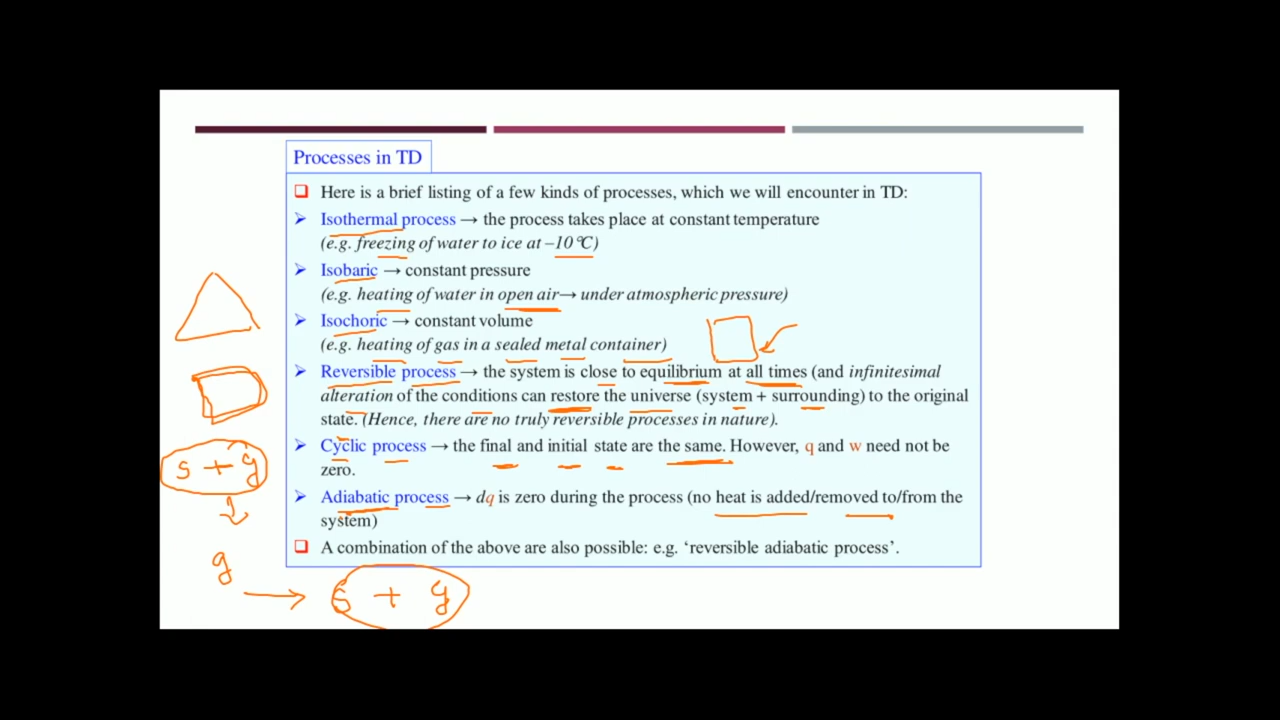 Processes in TD
❑ Here is a brief listing of a few kinds of processes, which we will encounter in TD:
➢ Isothermal process → the process takes place at constant temperature
(e.g. freezing of water to ice at –10°C)
➢ Isobaric → constant pressure
(e.g. heating of water in open air→ under atmospheric pressure)
➢ Isochoric → constant volume
(e.g. heating of gas in a sealed metal container)
➢ Reversible process → the system is close to equilibrium at all times (and infinitesimal
alteration of the conditions can restore the universe (system + surrounding) to the original
state. (Hence, there are no truly reversible processes in nature).
➢ Cyclic process → the final and initial state are the same. However, q and w need not be
zero.
➢ Adiabatic process → dq is zero during the process (no heat is added/removed to/from the
system)
❑ A combination of the above are also possible: e.g. ‘reversible adiabatic process’.
s + g
g
→ s + g